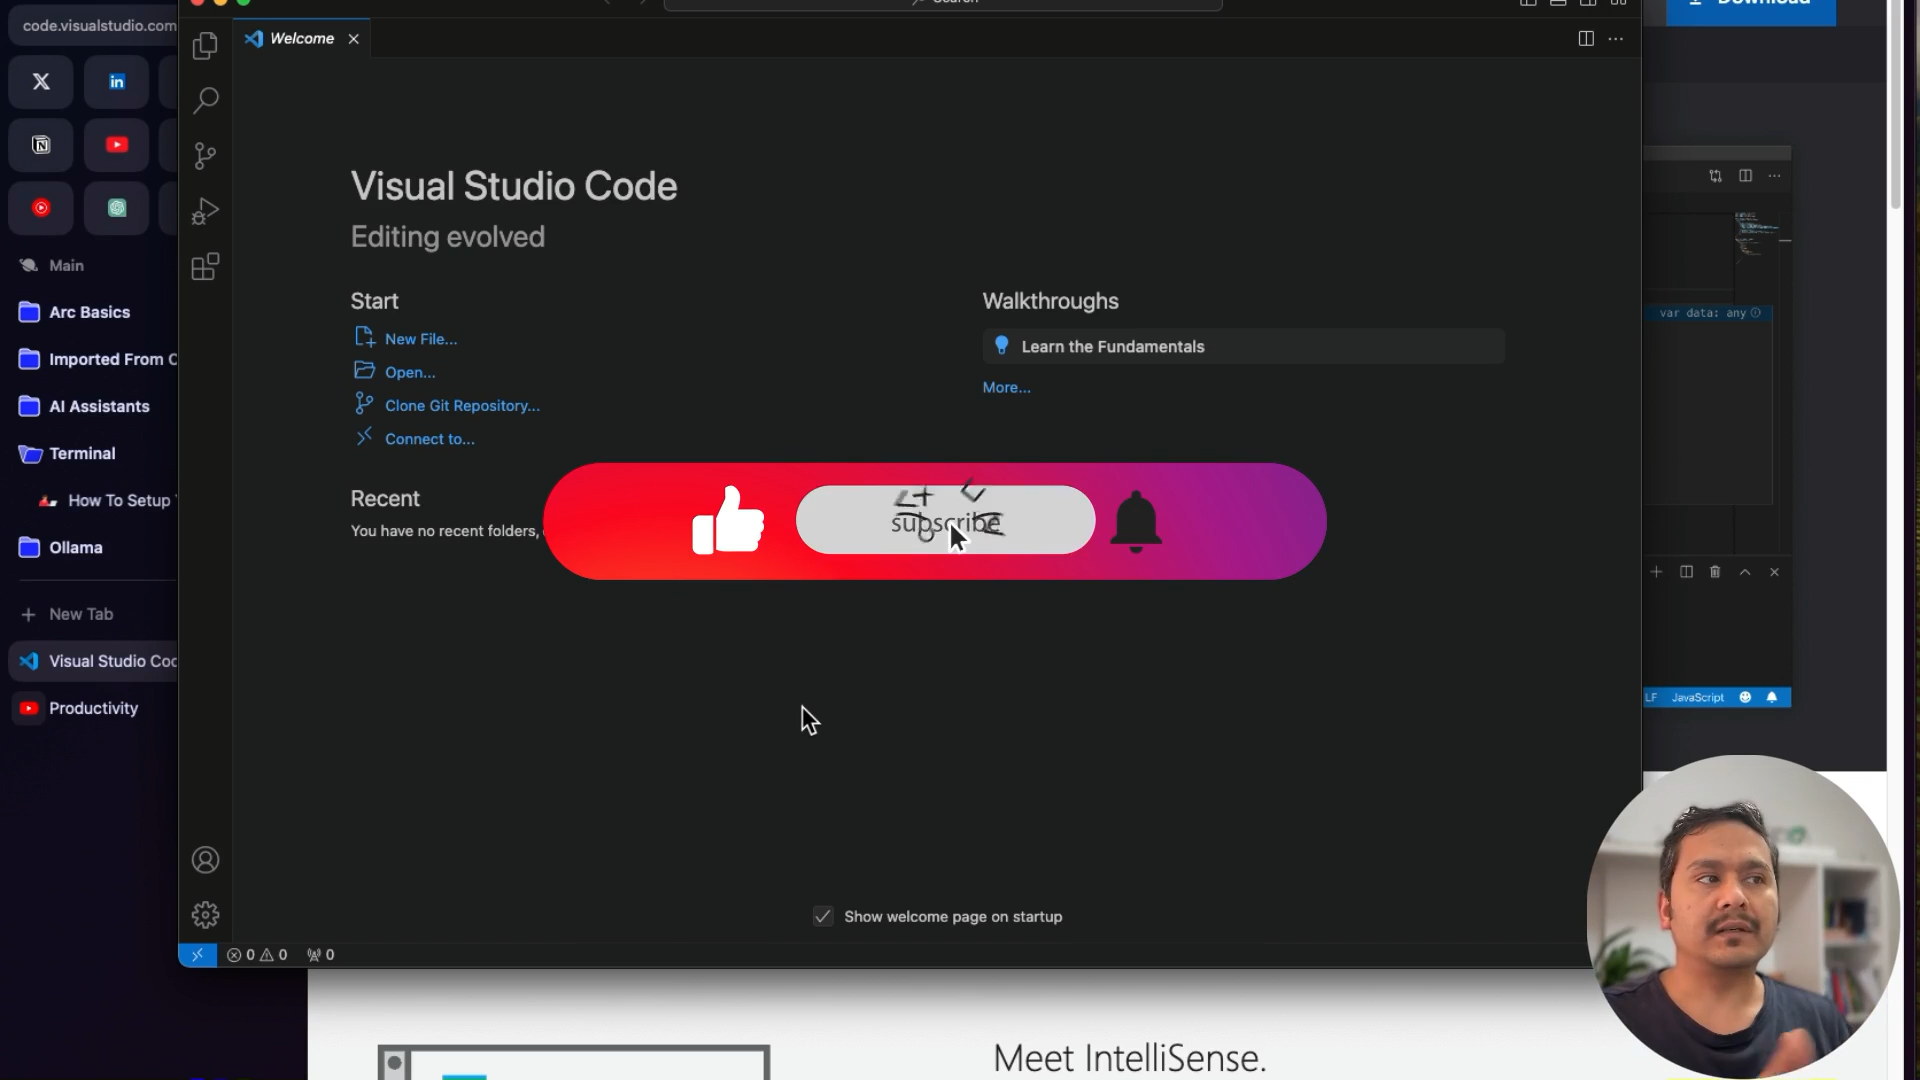 code.visualstudio.com
Search
Download
Welcome
Main
Arc Basics
Imported From C
AI Assistants
Terminal
How To Setup
Ollama
New Tab
Visual Studio Cod
Productivity
Visual Studio Code
Editing evolved
Start
New File...
Open...
Clone Git Repository...
Connect to...
Recent
You have no recent folders,
Walkthroughs
Learn the Fundamentals
More...
subscribe
Show welcome page on startup
0 0 0
var data: any
LF JavaScript
Meet IntelliSense.